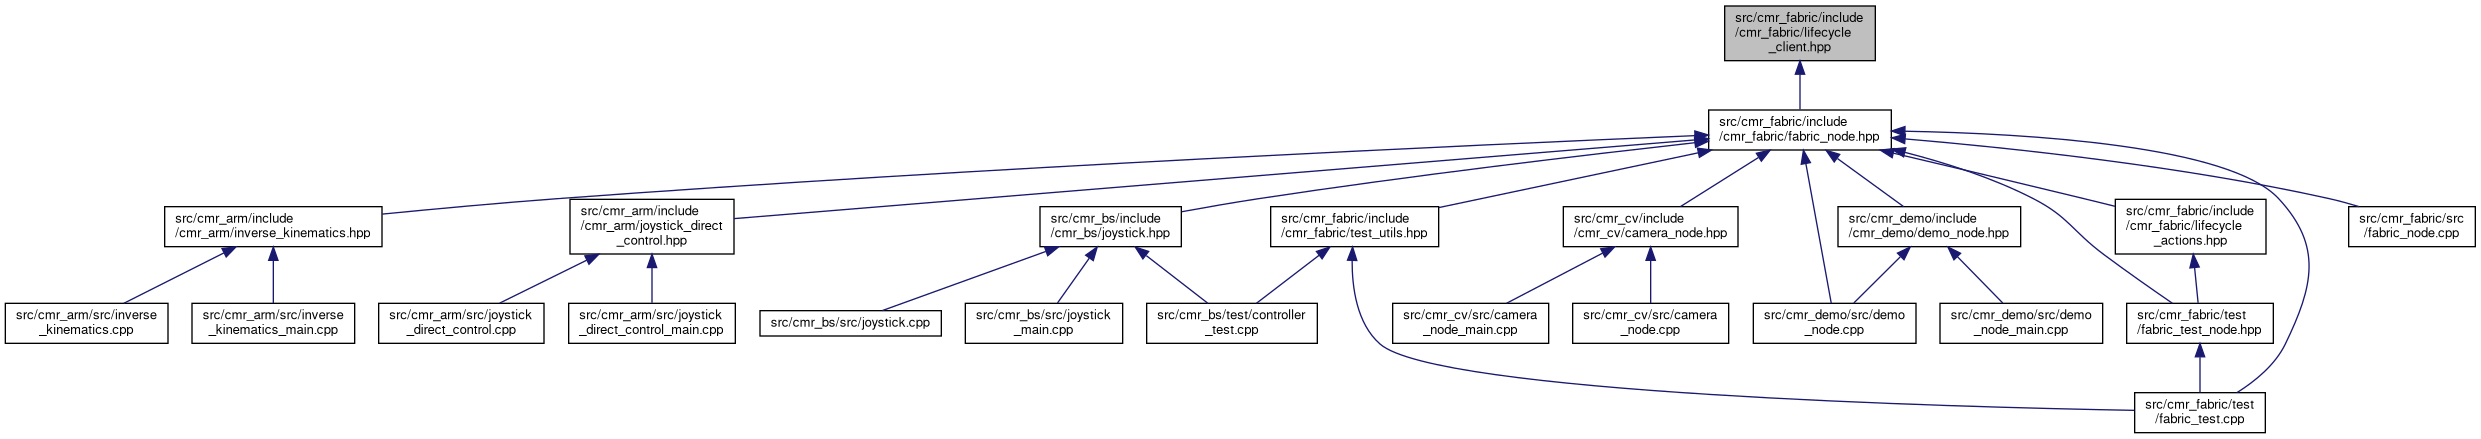 src/cmr_fabric/include
/cmr_fabric/lifecycle
_client.hpp
src/cmr_fabric/include
/cmr_fabric/fabric_node.hpp
src/cmr_arm/include
/cmr_arm/inverse_kinematics.hpp
src/cmr_arm/include
/cmr_arm/joystick_direct
_control.hpp
src/cmr_bs/include
/cmr_bs/joystick.hpp
src/cmr_fabric/include
/cmr_fabric/test_utils.hpp
src/cmr_cv/include
/cmr_cv/camera_node.hpp
src/cmr_demo/include
/cmr_demo/demo_node.hpp
src/cmr_fabric/include
/cmr_fabric/lifecycle
_actions.hpp
src/cmr_fabric/src
/fabric_node.cpp
src/cmr_arm/src/inverse
_kinematics.cpp
src/cmr_arm/src/inverse
_kinematics_main.cpp
src/cmr_arm/src/joystick
_direct_control.cpp
src/cmr_arm/src/joystick
_direct_control_main.cpp
src/cmr_bs/src/joystick.cpp
src/cmr_bs/src/joystick
_main.cpp
src/cmr_bs/test/controller
_test.cpp
src/cmr_cv/src/camera
_node_main.cpp
src/cmr_cv/src/camera
_node.cpp
src/cmr_demo/src/demo
_node.cpp
src/cmr_demo/src/demo
_node_main.cpp
src/cmr_fabric/test
/fabric_test_node.hpp
src/cmr_fabric/test
/fabric_test.cpp